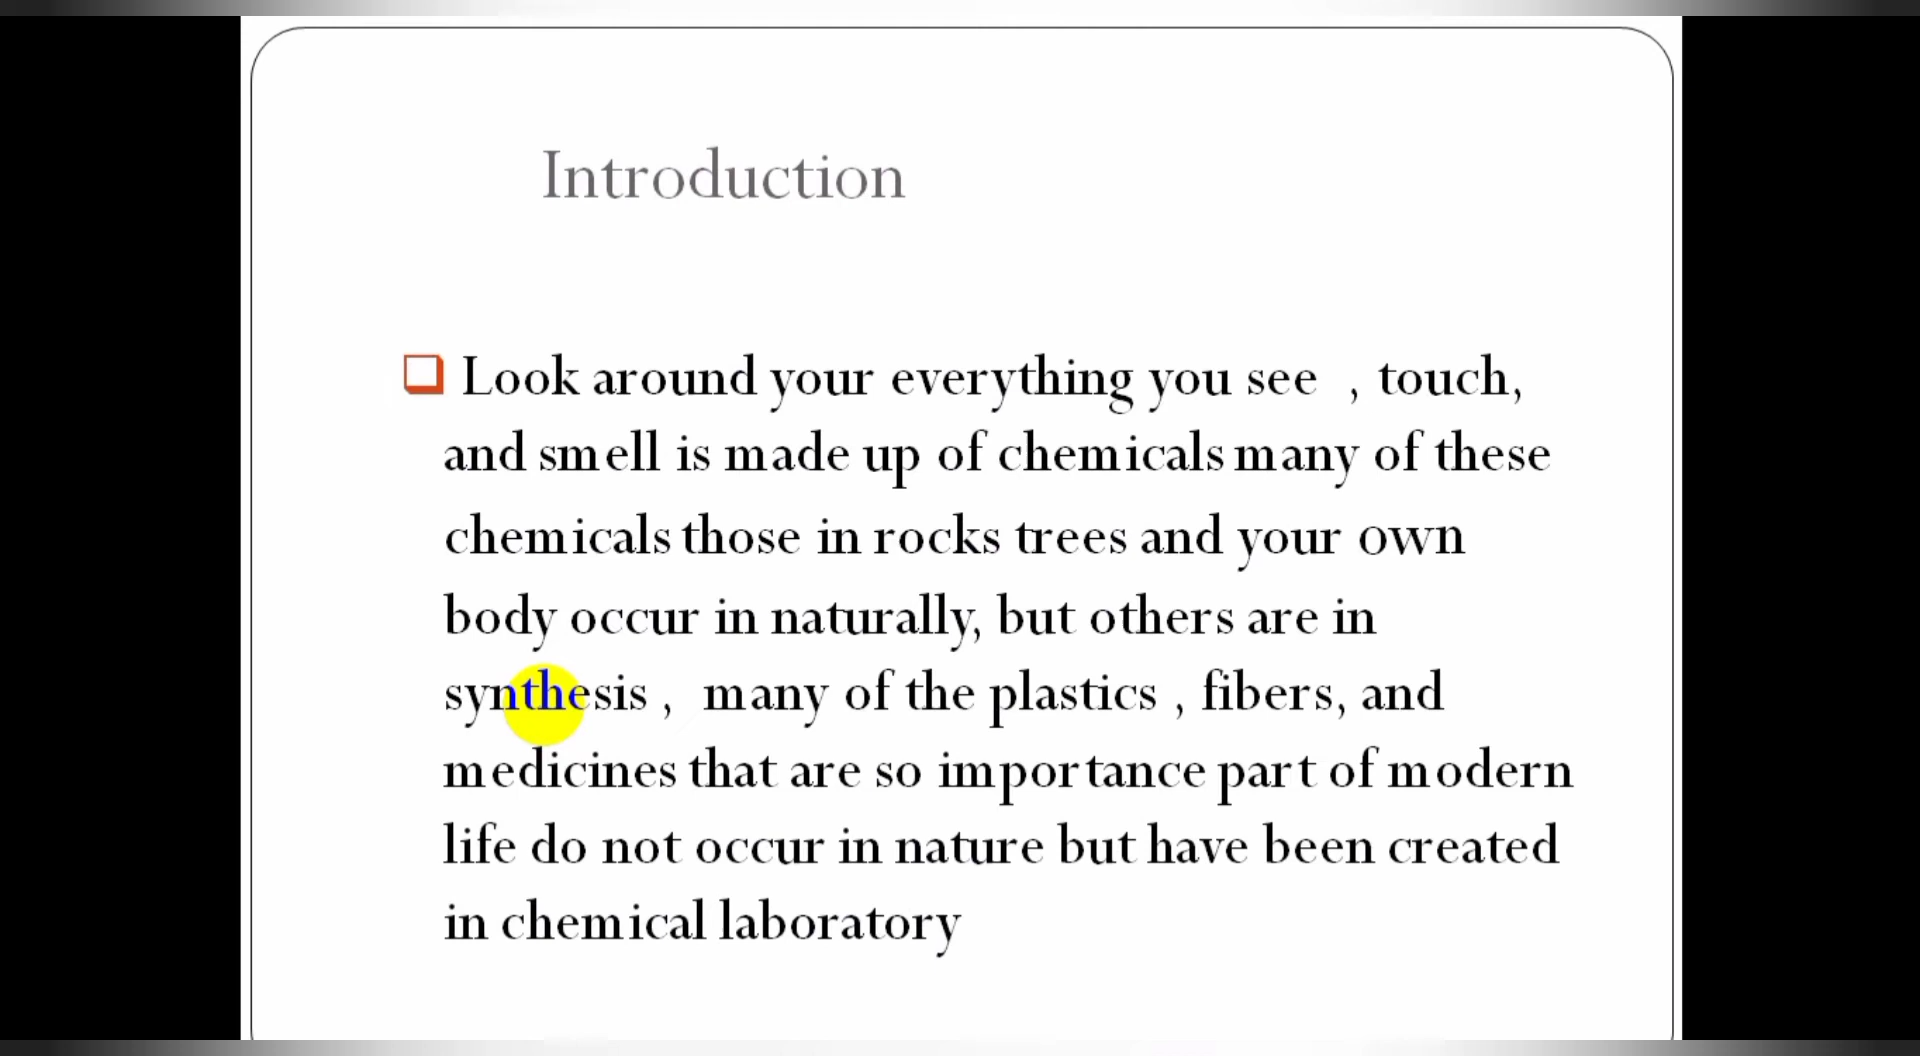 Introduction
Look around your everything you see , touch,
and smell is made up of chemicals many of these
chemicals those in rocks trees and your own
body occur in naturally, but others are in
synthesis , many of the plastics , fibers, and
medicines that are so importance part of modern
life do not occur in nature but have been created
in chemical laboratory